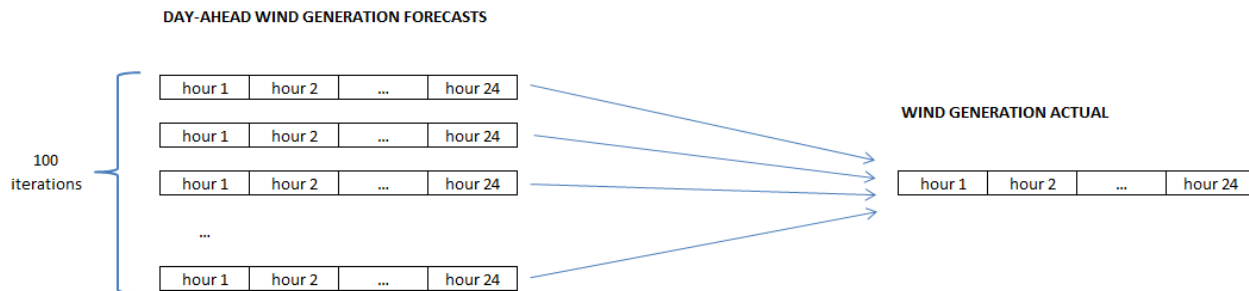 DAY-AHEAD WIND GENERATION FORECASTS
hour 1 hour 2 ... hour 24
WIND GENERATION ACTUAL
hour 1 hour 2 ... hour 24
100
iterations
hour 1 hour 2 ... hour 24
hour 1 hour 2 ... hour 24
...
hour 1 hour 2 ... hour 24